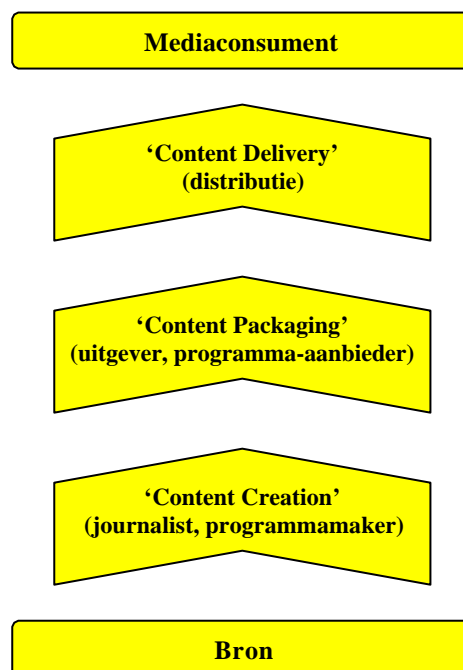 Mediaconsument
‘Content Delivery’
(distributie)
‘Content Packaging’
(uitgever, programma-aanbieder)
‘Content Creation’
(journalist, programmamaker)
Bron